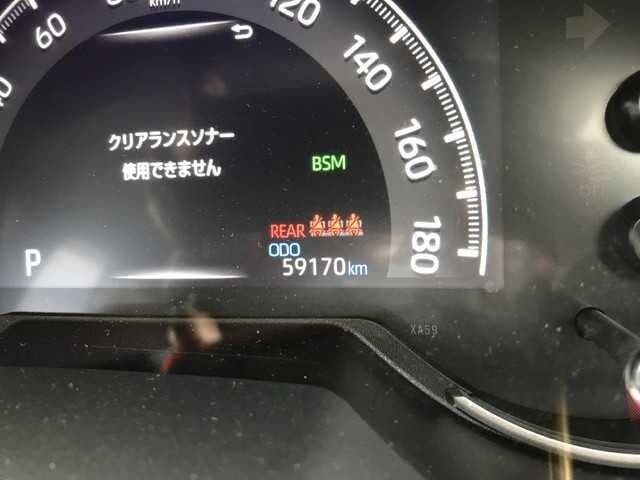 km/h
60
120
140
160
180
クリアランスソナー
使用できません
BSM
REAR
ODO
P
59170km
XA59